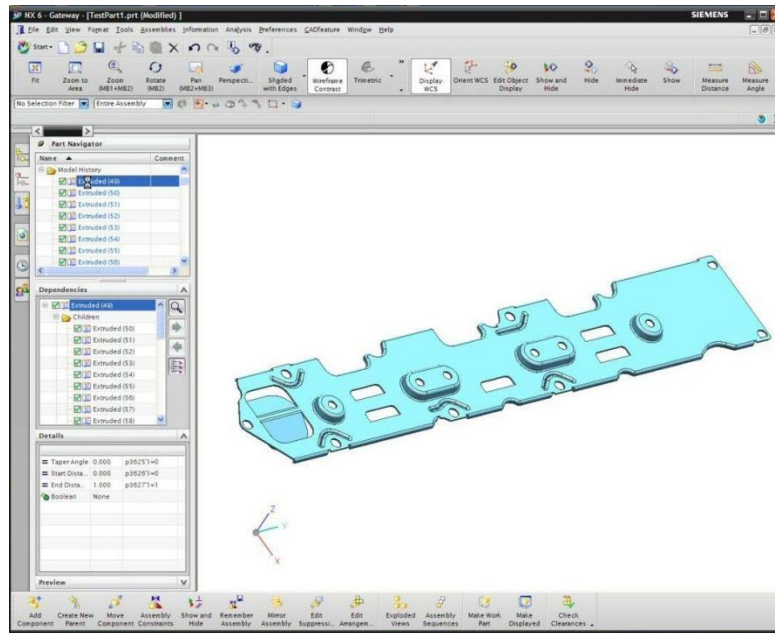 NX 6 - Gateway - [TestPart1.prt (Modified) ]
SIEMENS
File Edit View Format Tools Assemblies Information Analysis Preferences CADfeature Window Help
Start
Fit
Zoom to Area
Zoom (MB1+MB2)
Rotate (MB2)
Pan (MB2+MB3)
Perspecti...
Shaded with Edges
Wireframe Contrast
Trimetric
Display WCS
Orient WCS
Edit Object Display
Show and Hide
Hide
Immediate Hide
Show
Measure Distance
Measure Angle
No Selection Filter
Entire Assembly
Part Navigator
Name
Comment
Model History
Extruded (49)
Extruded (50)
Extruded (51)
Extruded (52)
Extruded (53)
Extruded (54)
Extruded (55)
Extruded (56)
Dependencies
Extruded (49)
Children
Extruded (50)
Extruded (51)
Extruded (52)
Extruded (53)
Extruded (54)
Extruded (55)
Extruded (56)
Extruded (57)
Extruded (58)
Details
Taper Angle 0.000 p3625'1=0
Start Dista... 0.000 p3626'1=0
End Dista... 1.000 p3627'1=1
Boolean None
Preview
Z
Y
X
Add Component
Create New Parent
Move Component
Assembly Constraints
Show and Hide
Remember Assembly
Mirror Assembly
Edit Suppressi...
Edit Arrangem...
Exploded Views
Assembly Sequences
Make Work Part
Make Displayed
Check Clearances